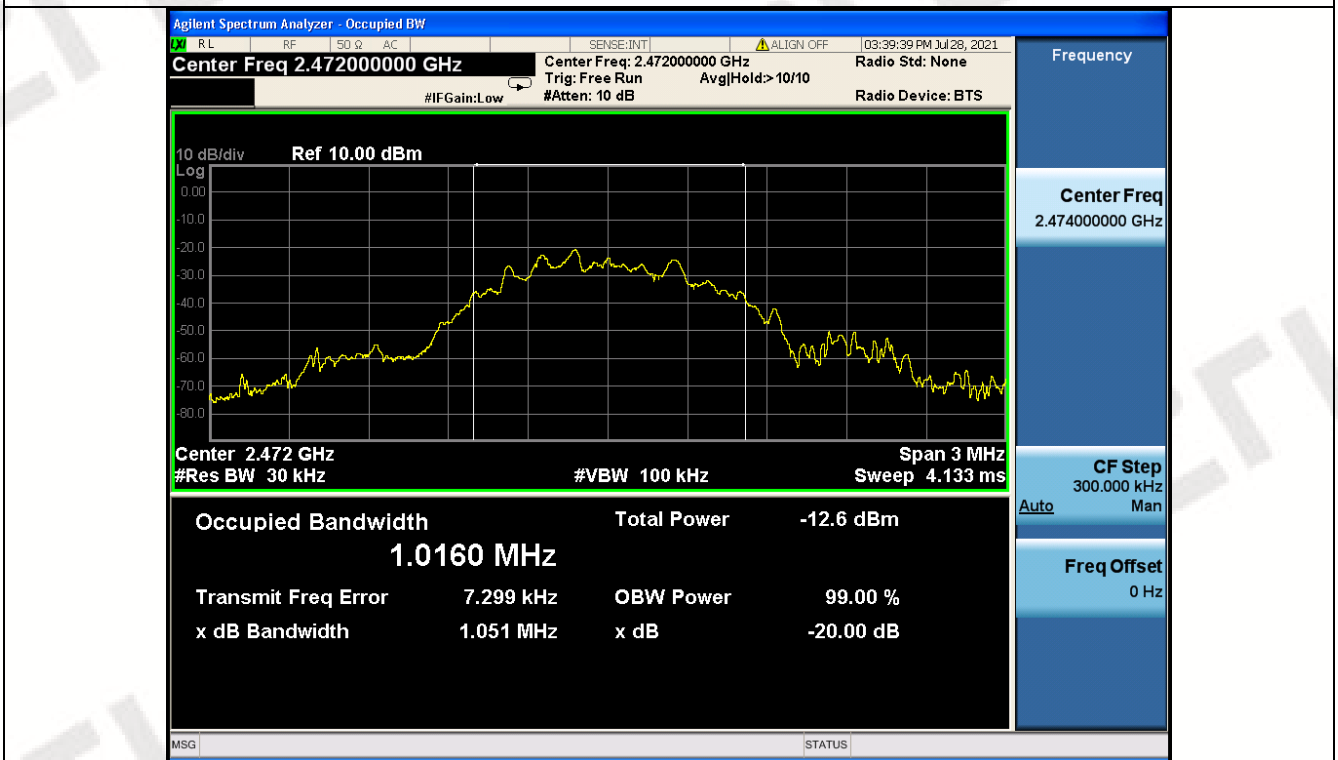 Agilent Spectrum Analyzer - Occupied BW
LXI RL RF 50 Ω AC SENSE:INT ALIGN OFF 03:39:39 PM Jul 28, 2021
Center Freq 2.472000000 GHz
Center Freq: 2.472000000 GHz Radio Std: None
Trig: Free Run Avg|Hold:> 10/10
#IFGain:Low #Atten: 10 dB Radio Device: BTS
10 dB/div Ref 10.00 dBm
Log
0.00
-10.0
-20.0
-30.0
-40.0
-50.0
-60.0
-70.0
-80.0
Center 2.472 GHz Span 3 MHz
#Res BW 30 kHz #VBW 100 kHz Sweep 4.133 ms
Occupied Bandwidth Total Power -12.6 dBm
1.0160 MHz
Transmit Freq Error 7.299 kHz OBW Power 99.00 %
x dB Bandwidth 1.051 MHz x dB -20.00 dB
MSG STATUS
Frequency
Center Freq
2.474000000 GHz
CF Step
300.000 kHz
Auto Man
Freq Offset
0 Hz